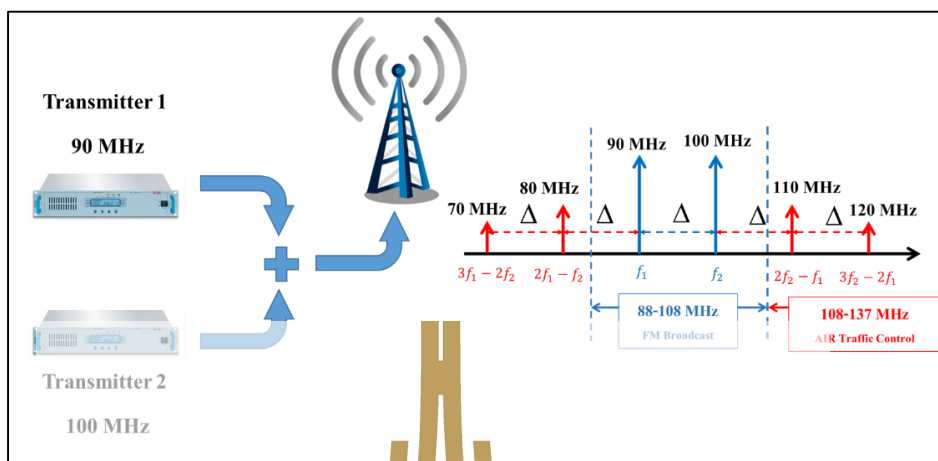 Transmitter 1
90 MHz
Transmitter 2
100 MHz
90 MHz
100 MHz
80 MHz
110 MHz
70 MHz
120 MHz
Δ
Δ
Δ
Δ
Δ
3f₁ − 2f₂
2f₁ − f₂
f₁
f₂
2f₂ − f₁
3f₂ − 2f₁
88-108 MHz
FM Broadcast
108-137 MHz
AIR Traffic Control